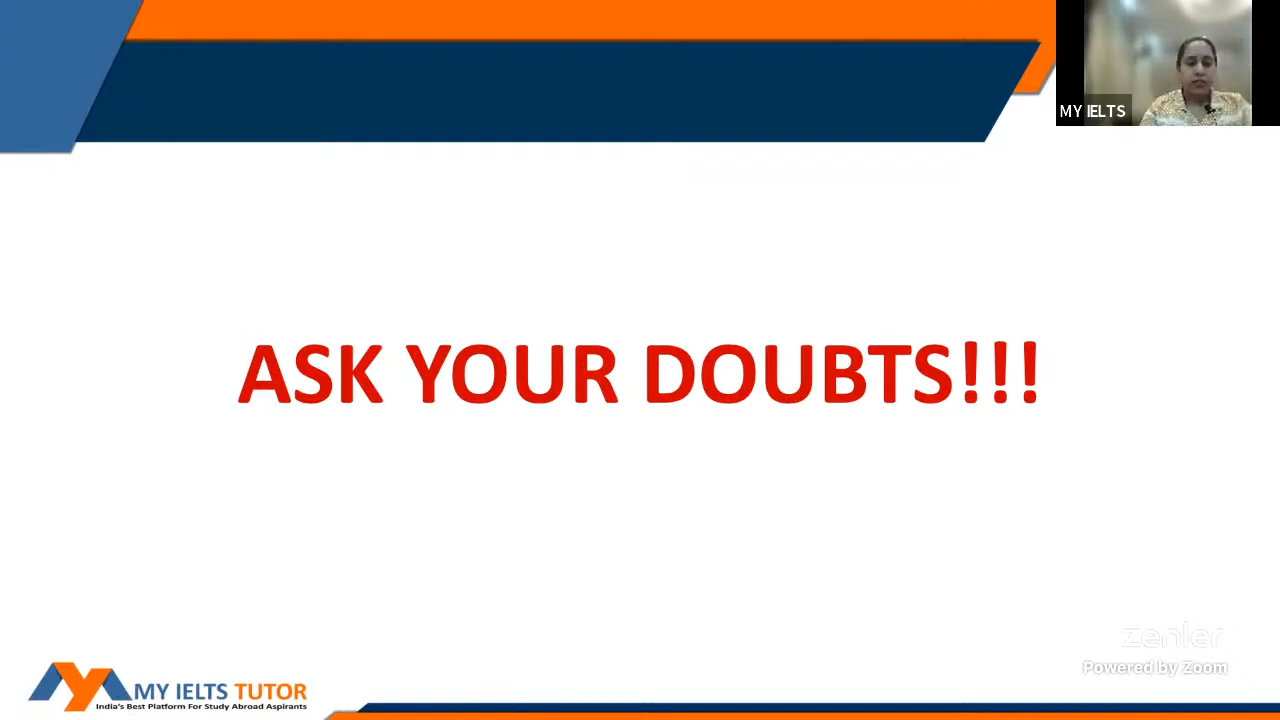 MY IELTS
ASK YOUR DOUBTS!!!
zenler
Powered by Zoom
MY IELTS TUTOR
India's Best Platform For Study Abroad Aspirants